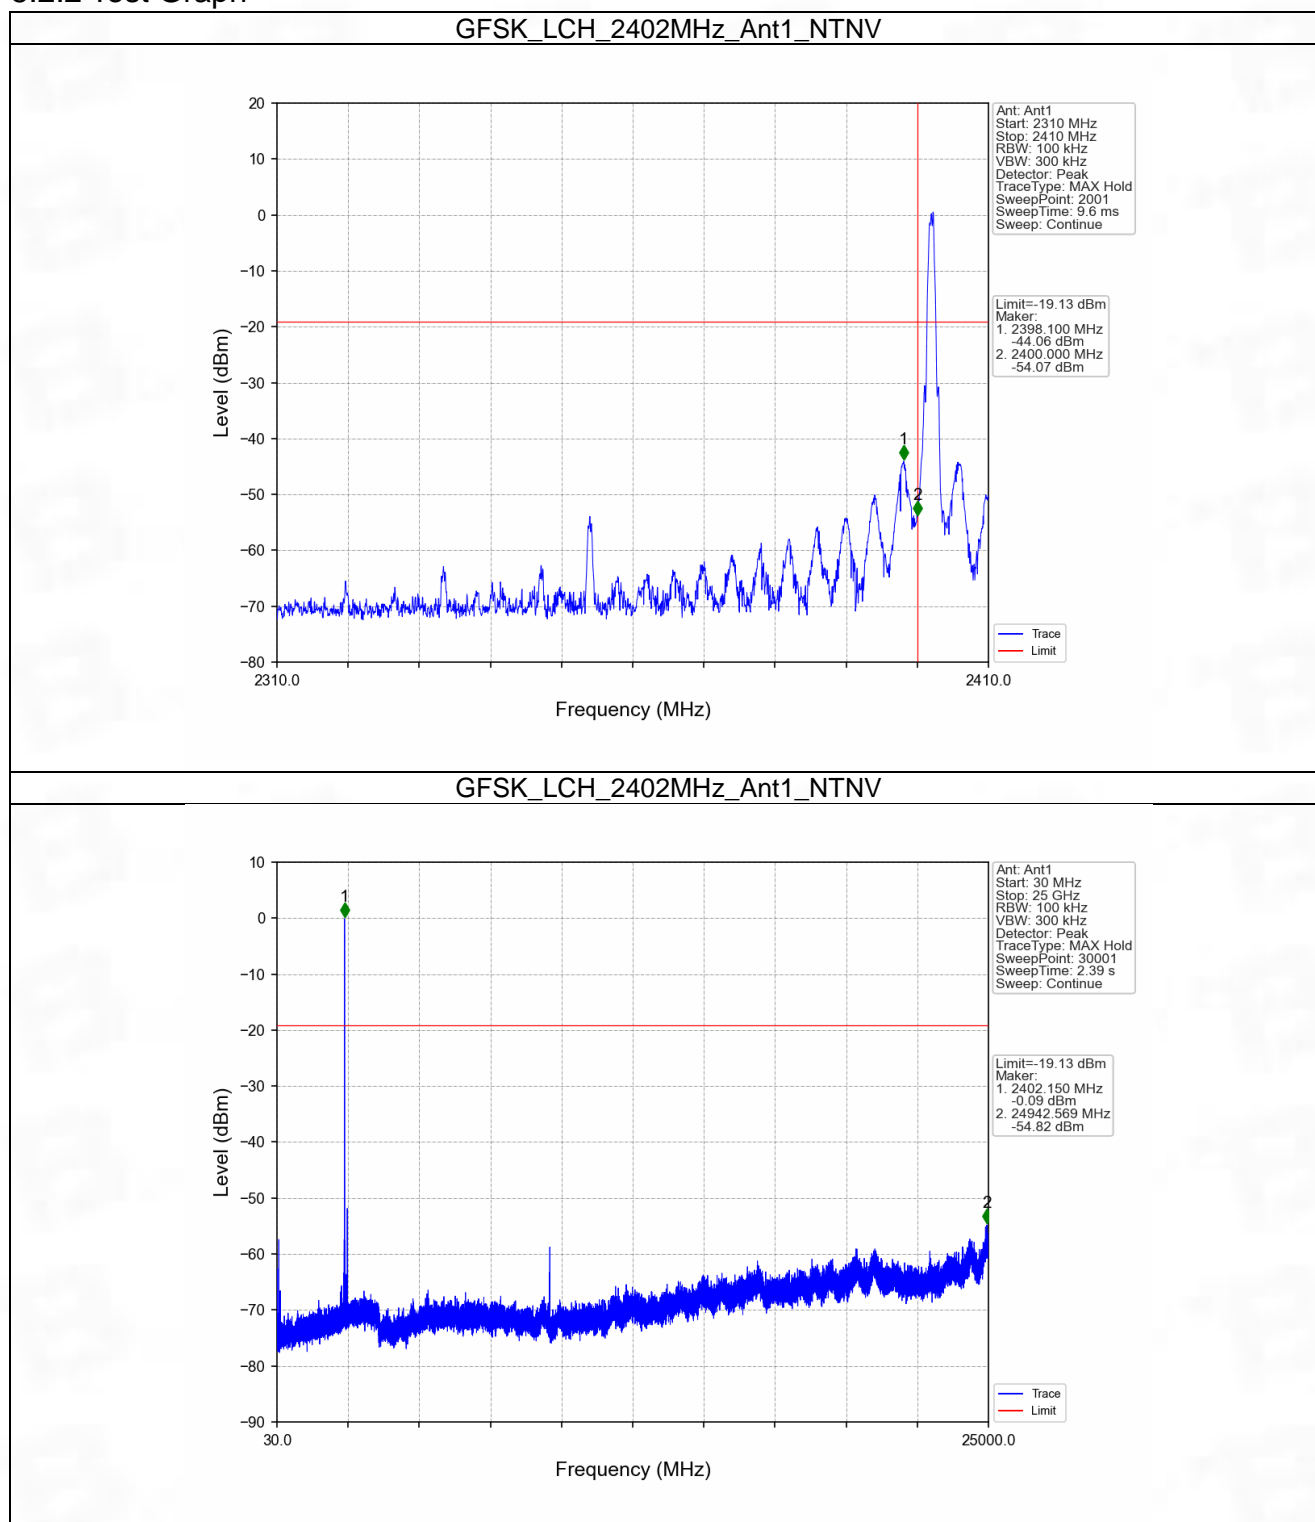 GFSK_LCH_2402MHz_Ant1_NTNV
20
10
0
−10
−20
−30
−40
−50
−60
−70
−80
Level (dBm)
1
2
2310.0
2410.0
Frequency (MHz)
Ant: Ant1
Start: 2310 MHz
Stop: 2410 MHz
RBW: 100 kHz
VBW: 300 kHz
Detector: Peak
TraceType: MAX Hold
SweepPoint: 2001
SweepTime: 9.6 ms
Sweep: Continue
Limit=-19.13 dBm
Maker:
1. 2398.100 MHz
-44.06 dBm
2. 2400.000 MHz
-54.07 dBm
Trace
Limit
GFSK_LCH_2402MHz_Ant1_NTNV
10
0
−10
−20
−30
−40
−50
−60
−70
−80
−90
Level (dBm)
1
2
30.0
25000.0
Frequency (MHz)
Ant: Ant1
Start: 30 MHz
Stop: 25 GHz
RBW: 100 kHz
VBW: 300 kHz
Detector: Peak
TraceType: MAX Hold
SweepPoint: 30001
SweepTime: 2.39 s
Sweep: Continue
Limit=-19.13 dBm
Maker:
1. 2402.150 MHz
-0.09 dBm
2. 24942.569 MHz
-54.82 dBm
Trace
Limit